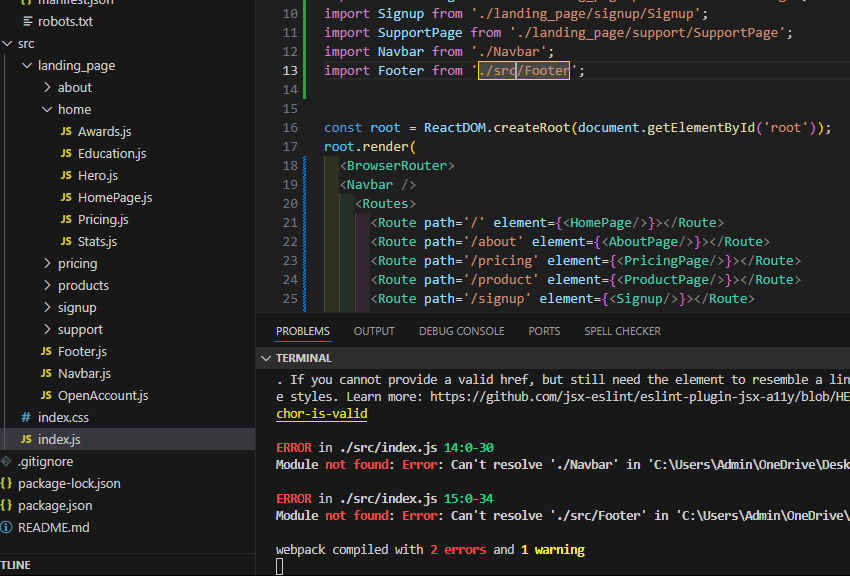 manifest.json
robots.txt
src
landing_page
about
home
JS Awards.js
JS Education.js
JS Hero.js
JS HomePage.js
JS Pricing.js
JS Stats.js
pricing
products
signup
support
JS Footer.js
JS Navbar.js
JS OpenAccount.js
# index.css
JS index.js
.gitignore
{} package-lock.json
{} package.json
README.md
TLINE
10 import Signup from './landing_page/signup/Signup';
11 import SupportPage from './landing_page/support/SupportPage';
12 import Navbar from './Navbar';
13 import Footer from './src/Footer';
14
15
16 const root = ReactDOM.createRoot(document.getElementById('root'));
17 root.render(
18 <BrowserRouter>
19 <Navbar />
20 <Routes>
21 <Route path='/' element={<HomePage/>}></Route>
22 <Route path='/about' element={<AboutPage/>}></Route>
23 <Route path='/pricing' element={<PricingPage/>}></Route>
24 <Route path='/product' element={<ProductPage/>}></Route>
25 <Route path='/signup' element={<Signup/>}></Route>
PROBLEMS OUTPUT DEBUG CONSOLE PORTS SPELL CHECKER
TERMINAL
. If you cannot provide a valid href, but still need the element to resemble a lin
e styles. Learn more: https://github.com/jsx-eslint/eslint-plugin-jsx-a11y/blob/HE
chor-is-valid
ERROR in ./src/index.js 14:0-30
Module not found: Error: Can't resolve './Navbar' in 'C:\Users\Admin\OneDrive\Desk
ERROR in ./src/index.js 15:0-34
Module not found: Error: Can't resolve './src/Footer' in 'C:\Users\Admin\OneDrive\
webpack compiled with 2 errors and 1 warning